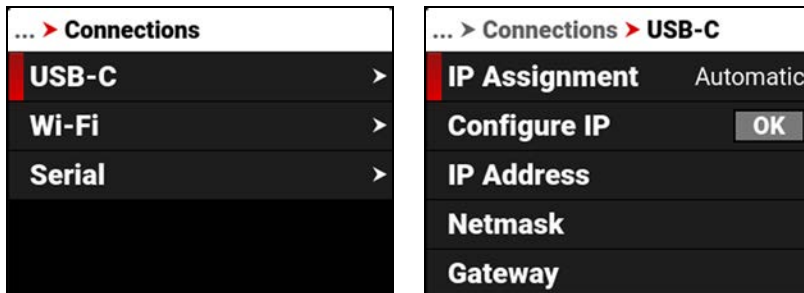 ... > Connections
USB-C >
Wi-Fi >
Serial >
... > Connections > USB-C
IP Assignment Automatic
Configure IP OK
IP Address
Netmask
Gateway